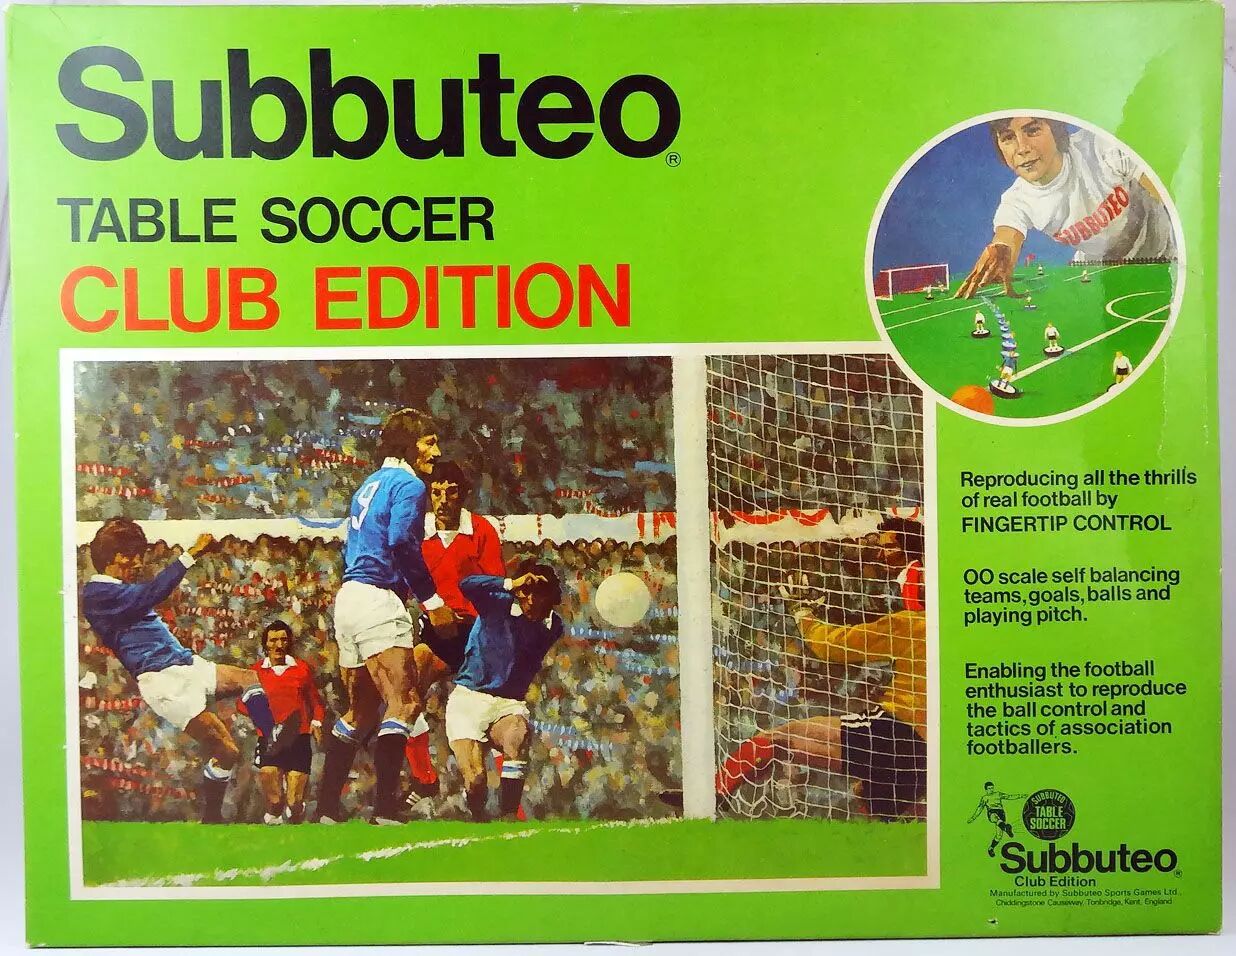 Subbuteo®
TABLE SOCCER
CLUB EDITION
SUBBUTEO
9
Reproducing all the thrills
of real football by
FINGERTIP CONTROL
OO scale self balancing
teams, goals, balls and
playing pitch.
Enabling the football
enthusiast to reproduce
the ball control and
tactics of association
footballers.
SUBBUTEO
TABLE
SOCCER
Subbuteo®
Club Edition
Manufactured by Subbuteo Sports Games Ltd.,
Chiddingstone Causeway, Tonbridge, Kent, England